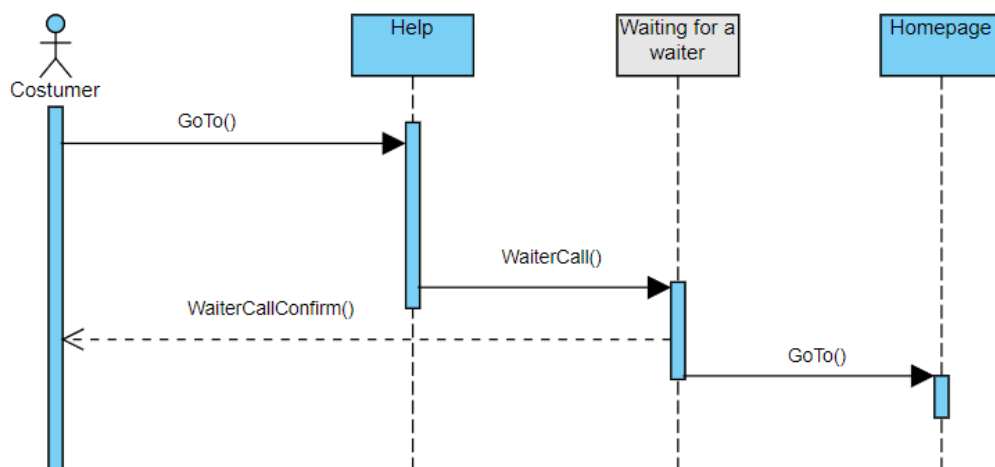 Help
Waiting for a
waiter
Homepage
Costumer
GoTo()
WaiterCall()
WaiterCallConfirm()
GoTo()